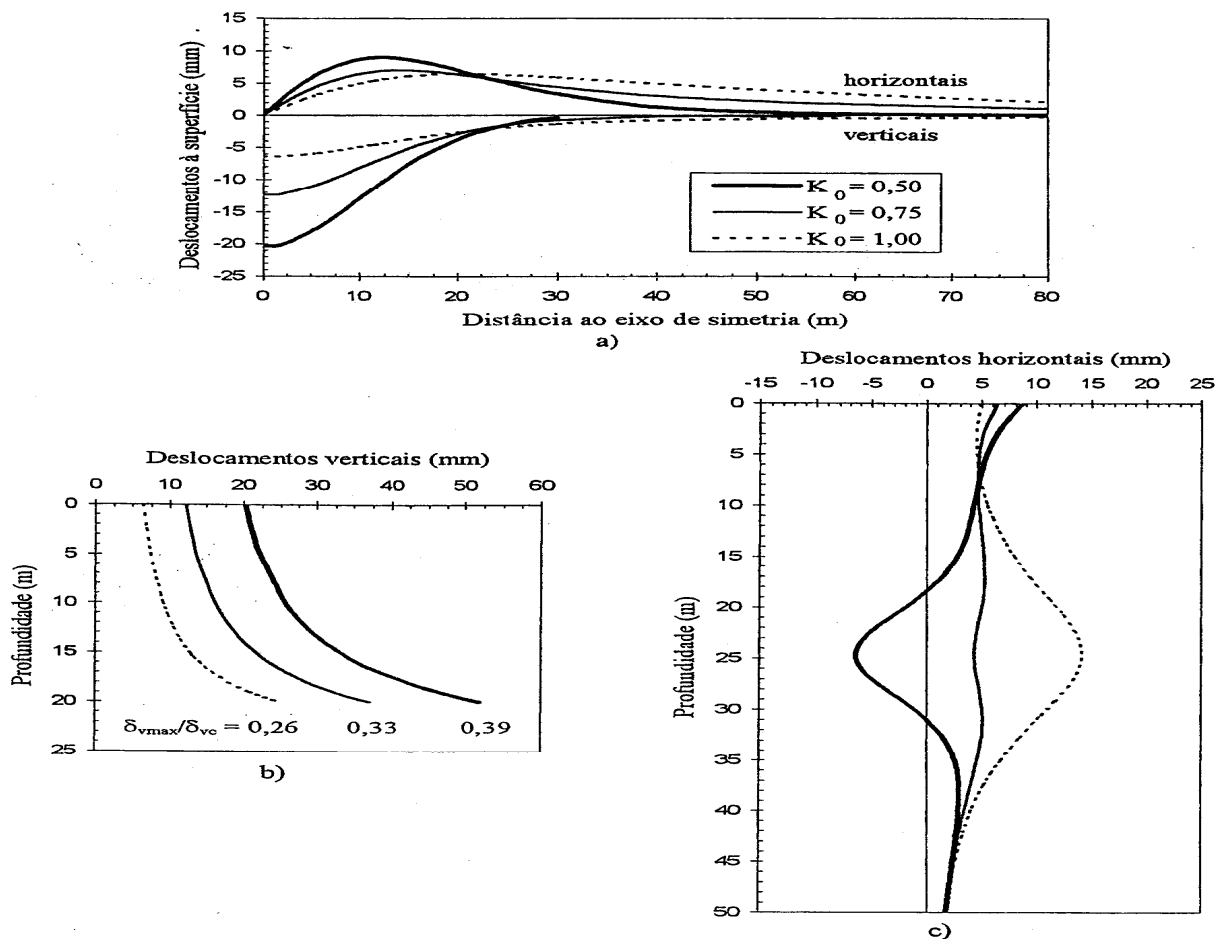 Deslocamentos à superfície (mm)
15
10
5
0
-5
-10
-15
-20
-25
horizontais
verticais
K 0 = 0,50
K 0 = 0,75
K 0 = 1,00
0 10 20 30 40 50 60 70 80
Distância ao eixo de simetria (m)
a)
Deslocamentos verticais (mm)
0 10 20 30 40 50 60
Profundidade (m)
0
5
10
15
20
25
δvmax/δvc = 0,26 0,33 0,39
b)
Deslocamentos horizontais (mm)
-15 -10 -5 0 5 10 15 20 25
Profundidade (m)
0
5
10
15
20
25
30
35
40
45
50
c)